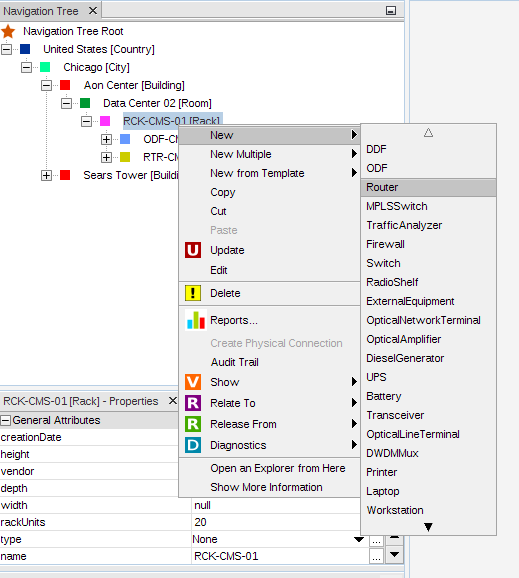 Navigation Tree
Navigation Tree Root
United States [Country]
Chicago [City]
Aon Center [Building]
Data Center 02 [Room]
RCK-CMS-01 [Rack]
ODF-CM
RTR-CM
Sears Tower [Buildi
New
New Multiple
New from Template
Copy
Cut
Paste
U Update
Edit
! Delete
Reports...
Create Physical Connection
Audit Trail
V Show
R Relate To
R Release From
D Diagnostics
Open an Explorer from Here
Show More Information
DDF
ODF
Router
MPLSSwitch
TrafficAnalyzer
Firewall
Switch
RadioShelf
ExternalEquipment
OpticalNetworkTerminal
OpticalAmplifier
DieselGenerator
UPS
Battery
Transceiver
OpticalLineTerminal
DWDMMux
Printer
Laptop
Workstation
RCK-CMS-01 [Rack] - Properties
General Attributes
creationDate
height
vendor
depth
width null
rackUnits 20
type None ...
name RCK-CMS-01 ...